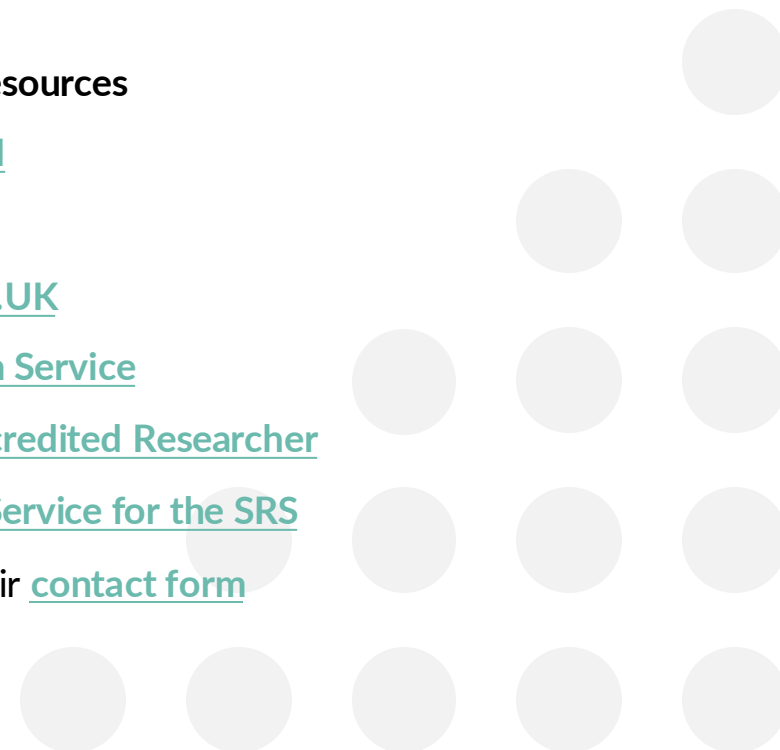 esources
l
.UK
n Service
credited Researcher
Service for the SRS
ir contact form